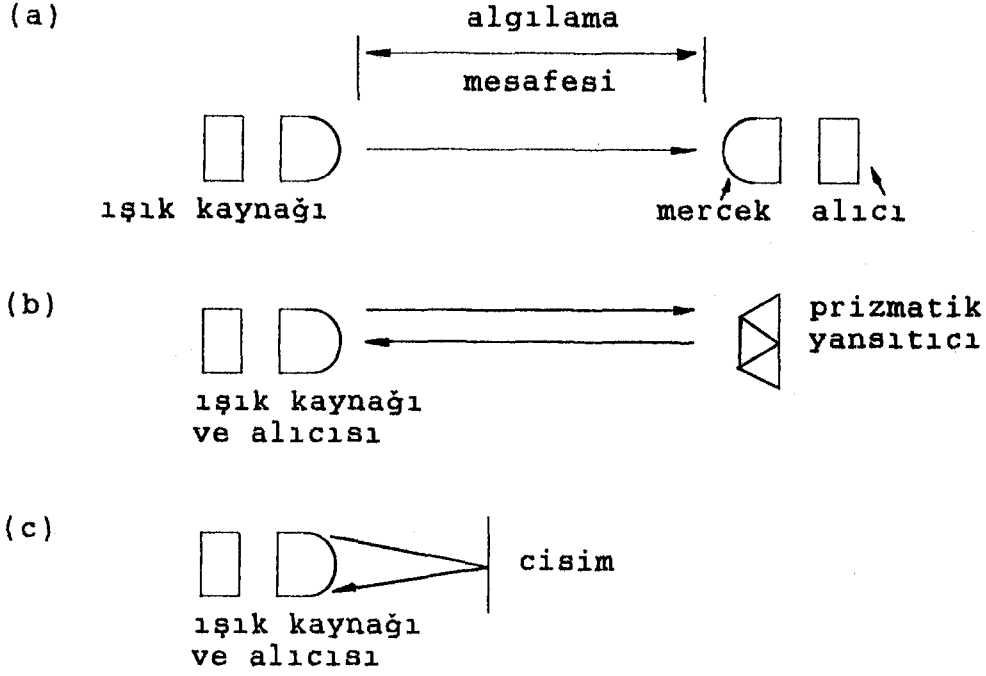 (a)
algılama
mesafesi
ışık kaynağı
mercek alıcı
(b)
prizmatik
yansıtıcı
ışık kaynağı
ve alıcısı
(c)
cisim
ışık kaynağı
ve alıcısı